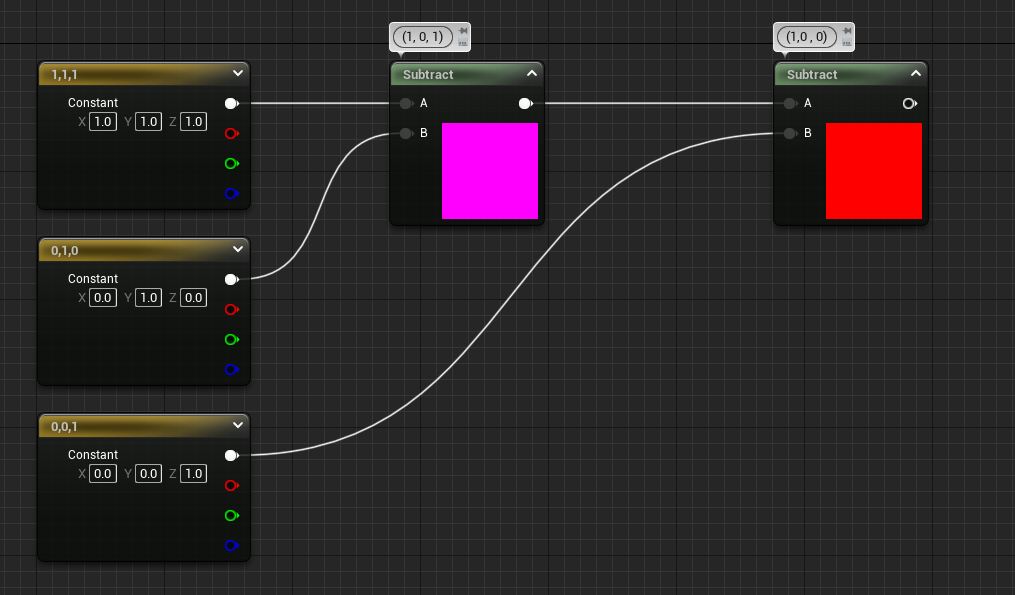 (1, 0, 1)
(1,0 , 0)
1,1,1
Constant
X 1.0 Y 1.0 Z 1.0
Subtract
A
B
Subtract
A
B
0,1,0
Constant
X 0.0 Y 1.0 Z 0.0
0,0,1
Constant
X 0.0 Y 0.0 Z 1.0